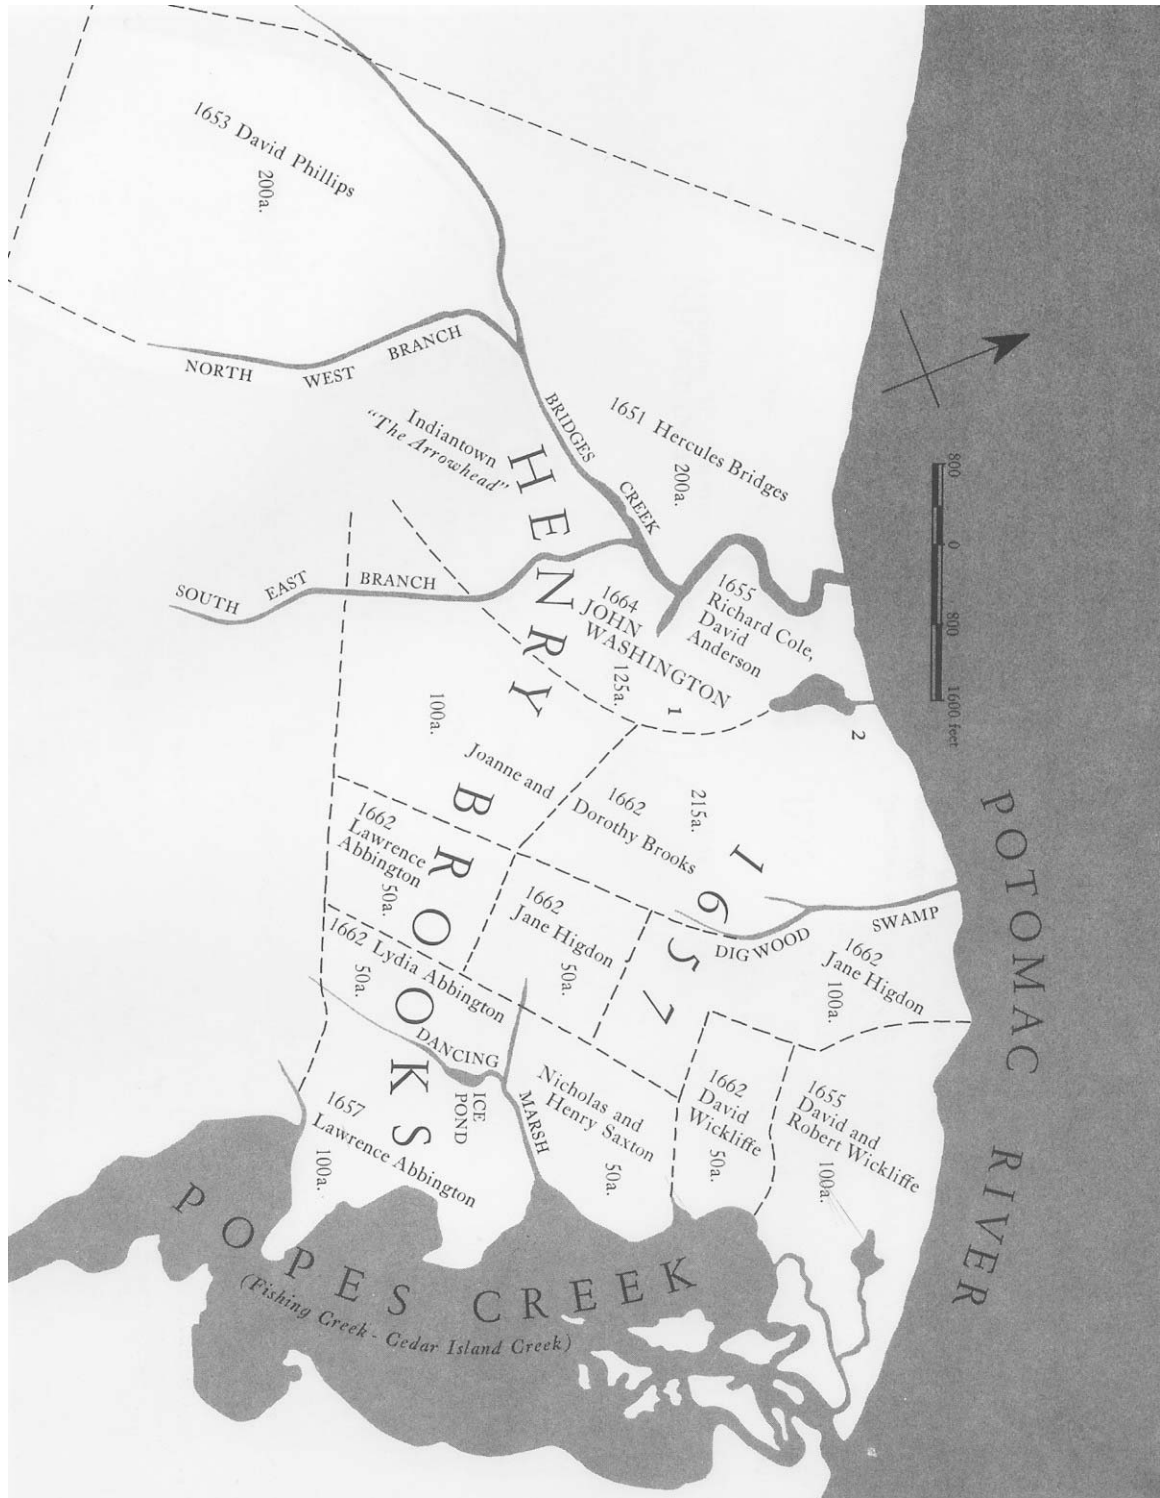 1653 David Phillips
200a.
NORTH WEST BRANCH
Indiantown
"The Arrowhead"
BRIDGES CREEK
1651 Hercules Bridges
200a.
SOUTH EAST BRANCH
1664
JOHN
WASHINGTON
125a.
1
1655
Richard Cole,
David
Anderson
2
800 0 800 1600 feet
HENRY BROOKS 1657
100a.
215a.
1662
Joanne and Dorothy Brooks
1662
Lawrence
Abbington
50a.
1662
Jane Higdon
50a.
DIGWOOD SWAMP
1662
Jane Higdon
100a.
1662 Lydia Abbington
50a.
DANCING MARSH
ICE
POND
1657
Lawrence Abbington
100a.
Nicholas and
Henry Saxton
50a.
1662
David
Wickliffe
50a.
1655
David and
Robert Wickliffe
100a.
POTOMAC RIVER
POPES CREEK
(Fishing Creek - Cedar Island Creek)